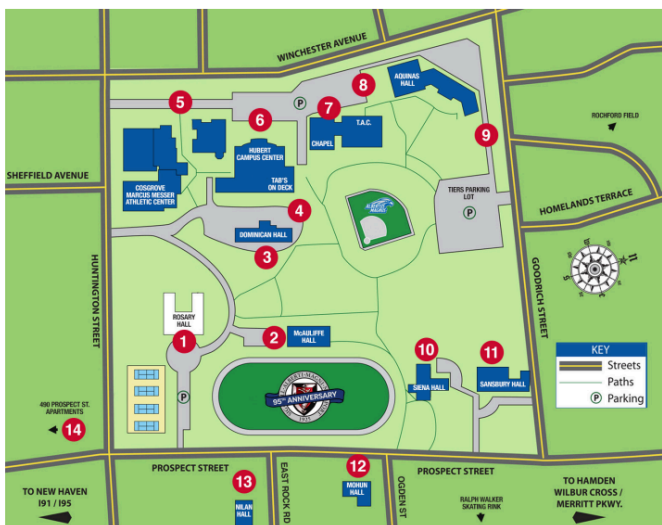 WINCHESTER AVENUE
8
AQUINAS
HALL
5
P
7
6
T.A.C.
CHAPEL
9
ROCHFORD FIELD
HUBERT
CAMPUS CENTER
TAB'S
ON DECK
SHEFFIELD AVENUE
COSGROVE
MARCUS MESSER
ATHLETIC CENTER
TIERS PARKING
LOT
P
HOMELANDS TERRACE
4
ALBERTUS
MAGNUS
DOMINICAN HALL
3
HUNTINGTON STREET
GOODRICH STREET
N
ROSARY
HALL
1
2
McAULIFFE
HALL
10
11
KEY
Streets
Paths
P Parking
SIENA HALL
SANSBURY HALL
P
95TH ANNIVERSARY
490 PROSPECT ST.
APARTMENTS
14
PROSPECT STREET
12
PROSPECT STREET
13
EAST ROCK RD
MOHUN
HALL
OGDEN ST
TO NEW HAVEN
I91 / I95
NILAN
HALL
RALPH WALKER
SKATING RINK
TO HAMDEN
WILBUR CROSS /
MERRITT PKWY.